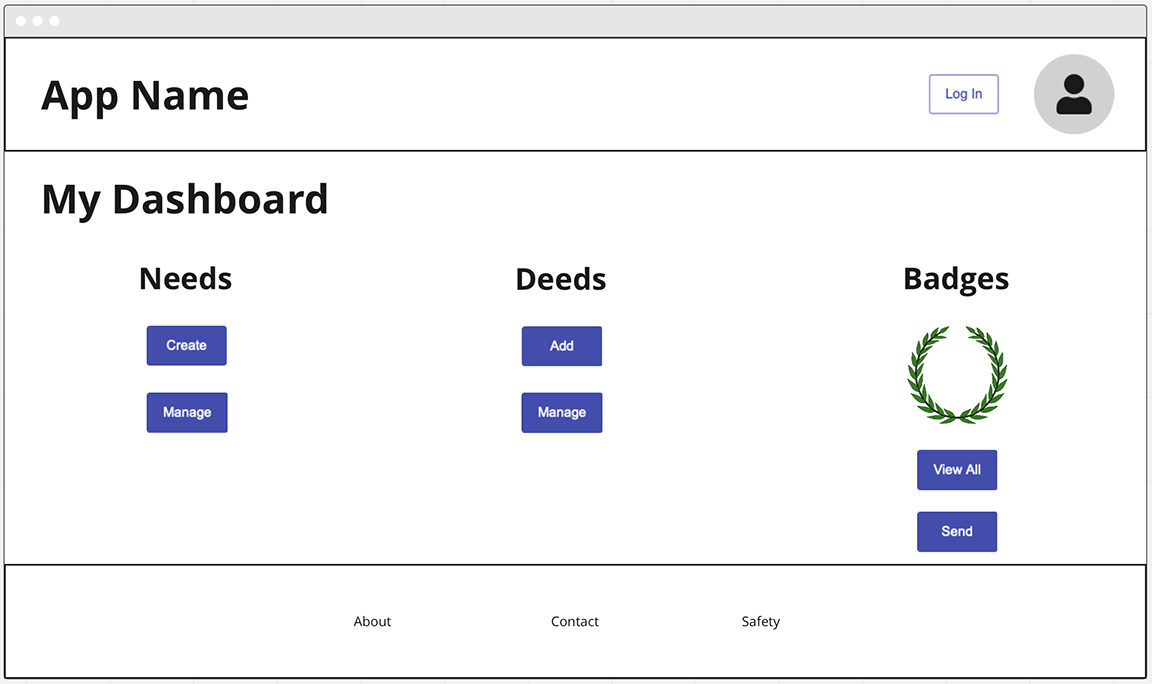 App Name
Log In
My Dashboard
Needs
Deeds
Badges
Create
Add
Manage
Manage
View All
Send
About
Contact
Safety